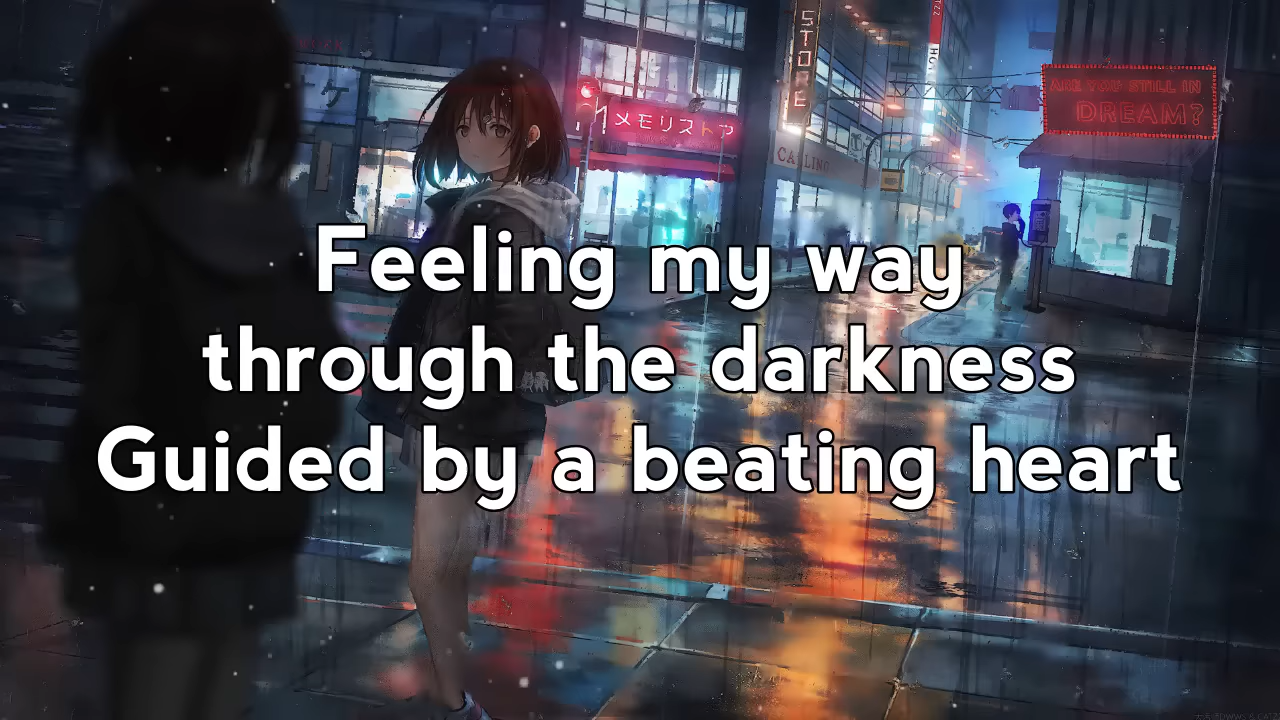 STORE
メモリストア
CALLING
ARE YOU STILL IN
DREAM?
Feeling my way
through the darkness
Guided by a beating heart